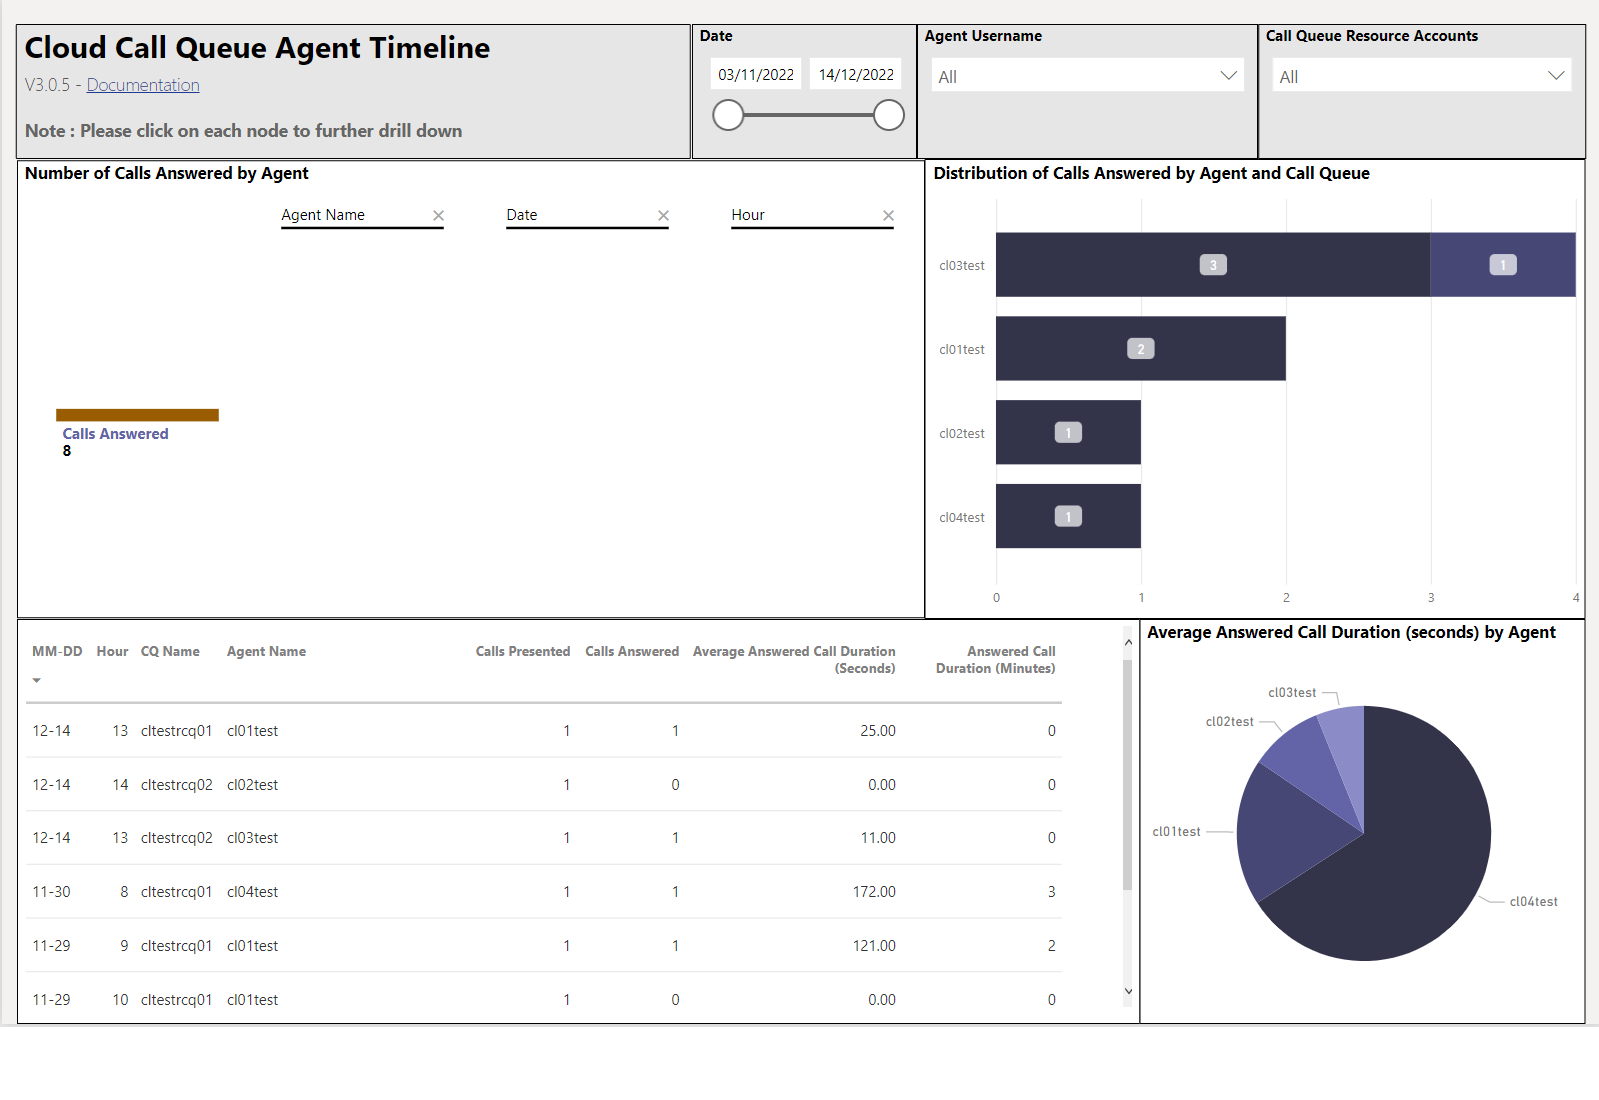 Cloud Call Queue Agent Timeline
V3.0.5 - Documentation
Note : Please click on each node to further drill down
Date
03/11/2022 14/12/2022
Agent Username
All
Call Queue Resource Accounts
All
Number of Calls Answered by Agent
Agent Name
Date
Hour
Calls Answered
8
Distribution of Calls Answered by Agent and Call Queue
cl03test 3 1
cl01test 2
cl02test 1
cl04test 1
0 1 2 3 4
MM-DD Hour CQ Name Agent Name Calls Presented Calls Answered Average Answered Call Duration (Seconds) Answered Call Duration (Minutes)
12-14 13 cltestrcq01 cl01test 1 1 25.00 0
12-14 14 cltestrcq02 cl02test 1 0 0.00 0
12-14 13 cltestrcq02 cl03test 1 1 11.00 0
11-30 8 cltestrcq01 cl04test 1 1 172.00 3
11-29 9 cltestrcq01 cl01test 1 1 121.00 2
11-29 10 cltestrcq01 cl01test 1 0 0.00 0
Average Answered Call Duration (seconds) by Agent
cl03test
cl02test
cl01test
cl04test